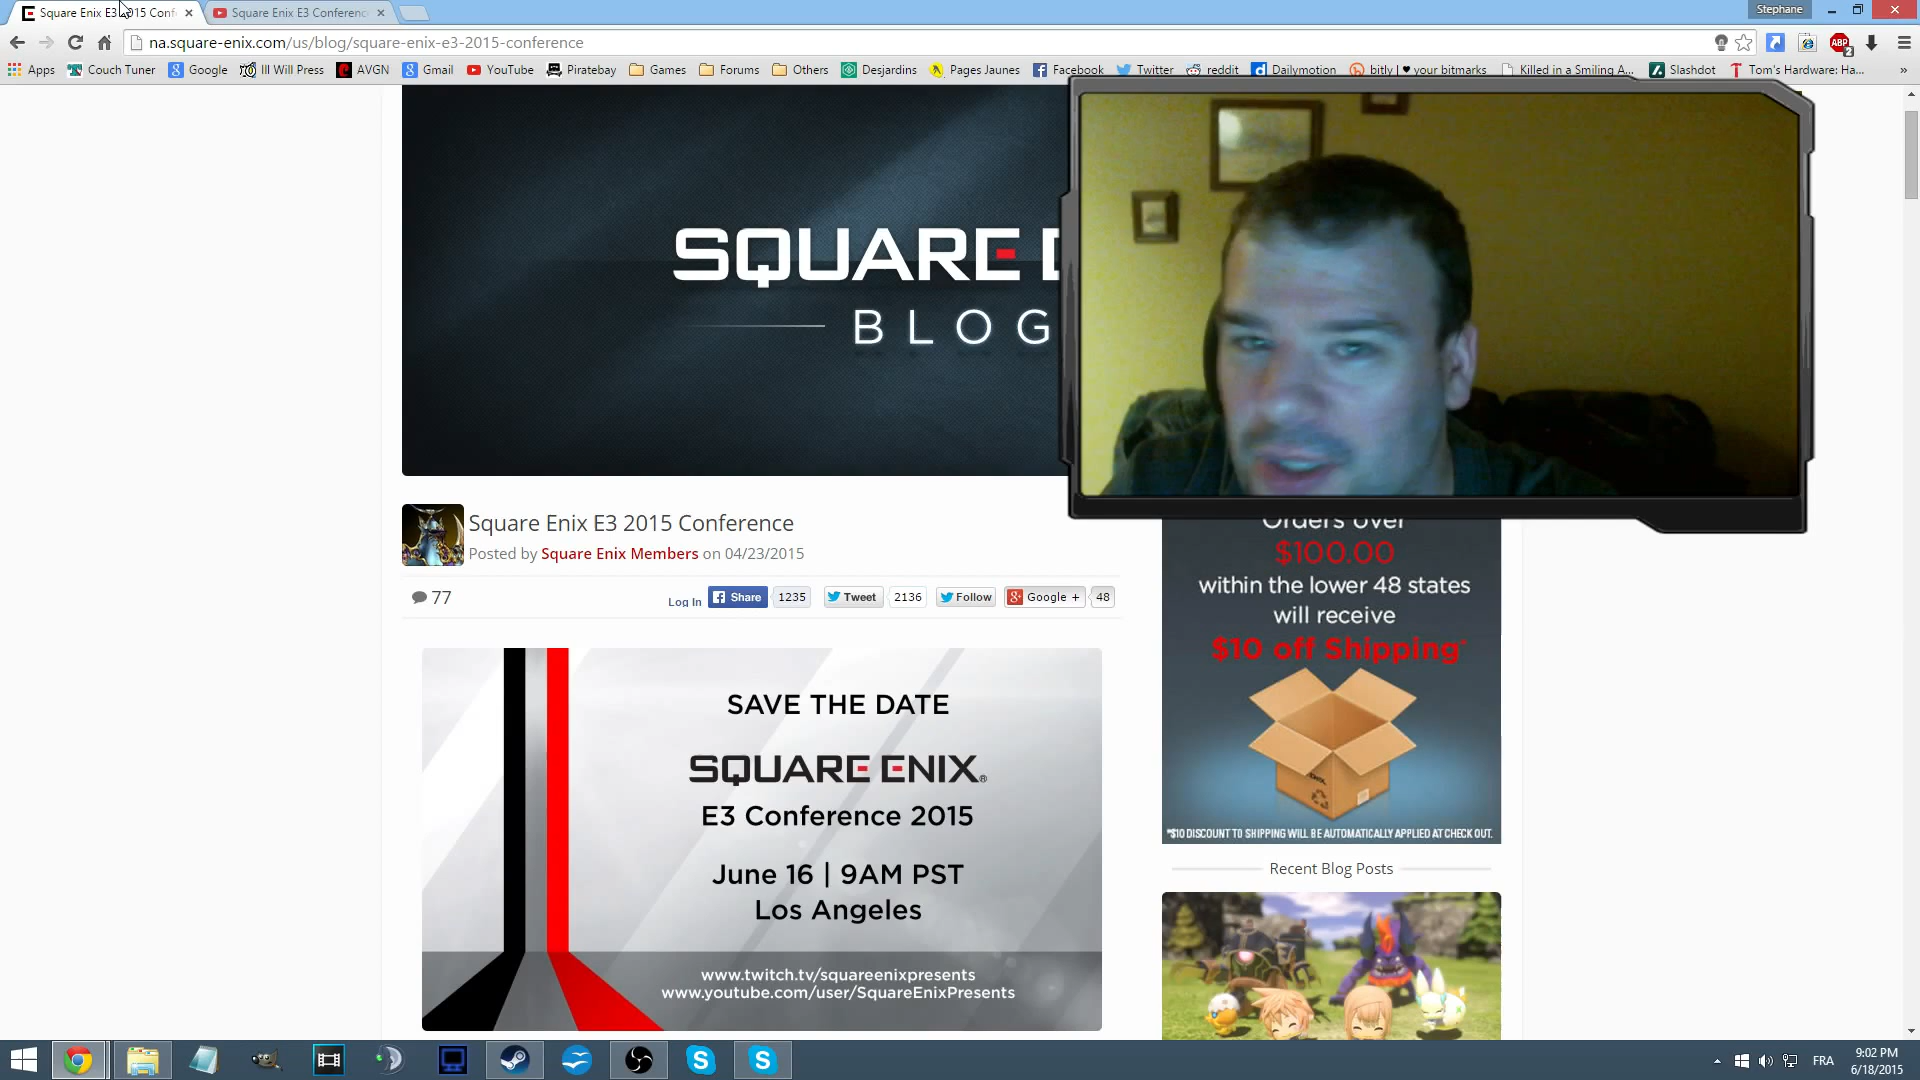 Square Enix E3 2015 Conf
Square Enix E3 Conferenc
Stephane
na.square-enix.com/us/blog/square-enix-e3-2015-conference
ABP
2
Apps
Couch Tuner
Google
Ill Will Press
AVGN
Gmail
YouTube
Piratebay
Games
Forums
Others
Desjardins
Pages Jaunes
Facebook
Twitter
reddit
Dailymotion
bitly | ♥ your bitmarks
Killed in a Smiling A...
Slashdot
Tom's Hardware: Ha...
»
SQUARE E
BLOG
Square Enix E3 2015 Conference
Posted by Square Enix Members on 04/23/2015
77
Log In
Share
1235
Tweet
2136
Follow
Google +
48
SAVE THE DATE
SQUARE ENIX®
E3 Conference 2015
June 16 | 9AM PST
Los Angeles
www.twitch.tv/squareenixpresents
www.youtube.com/user/SquareEnixPresents
Orders over
$100.00
within the lower 48 states
will receive
$10 off Shipping*
*$10 DISCOUNT TO SHIPPING WILL BE AUTOMATICALLY APPLIED AT CHECK OUT.
Recent Blog Posts
FRA
9:02 PM
6/18/2015